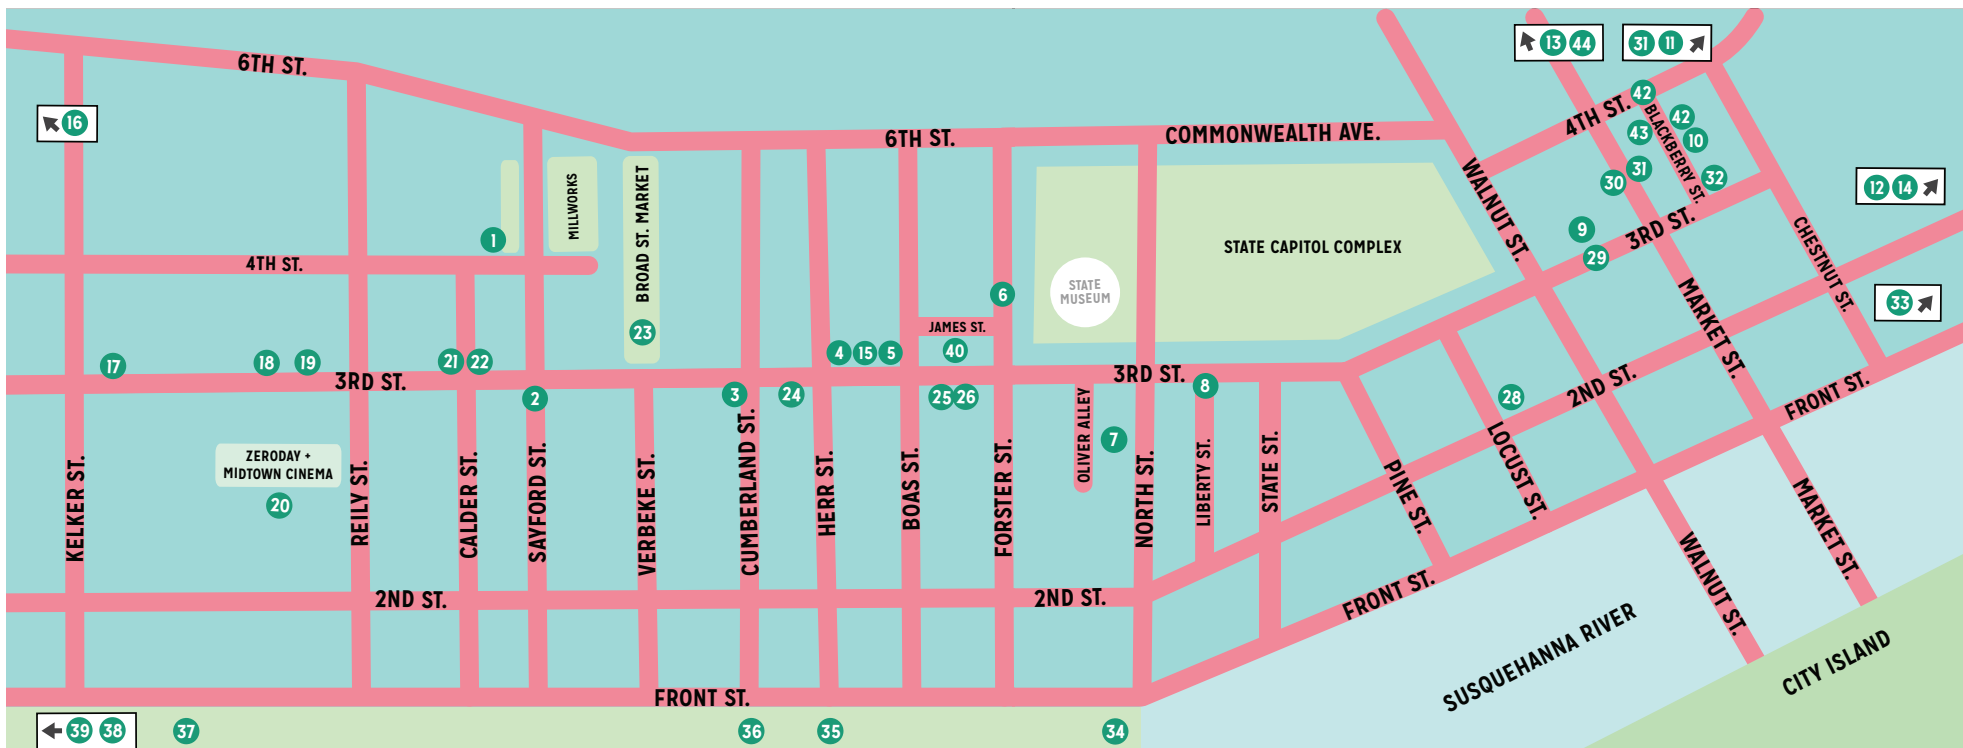 13 44
31 11
6TH ST.
42
4TH ST.
BLACKBERRY ST.
42
16
6TH ST.
COMMONWEALTH AVE.
43
10
MILLWORKS
BROAD ST. MARKET
WALNUT ST.
31
30
32
12 14
1
9
3RD ST.
STATE CAPITOL COMPLEX
4TH ST.
29
CHESTNUT ST.
STATE
MUSEUM
6
MARKET ST.
33
23
JAMES ST.
4 15 5
40
17
18
19
21
22
3RD ST.
3RD ST.
8
2ND ST.
FRONT ST.
2
3
24
25 26
28
OLIVER ALLEY
7
ZERODAY +
MIDTOWN CINEMA
20
KELKER ST.
REILY ST.
CALDER ST.
SAYFORD ST.
VERBEKE ST.
CUMBERLAND ST.
HERR ST.
BOAS ST.
FORSTER ST.
NORTH ST.
LIBERTY ST.
STATE ST.
PINE ST.
LOCUST ST.
WALNUT ST.
MARKET ST.
2ND ST.
2ND ST.
FRONT ST.
SUSQUEHANNA RIVER
CITY ISLAND
FRONT ST.
39 38
37
36
35
34